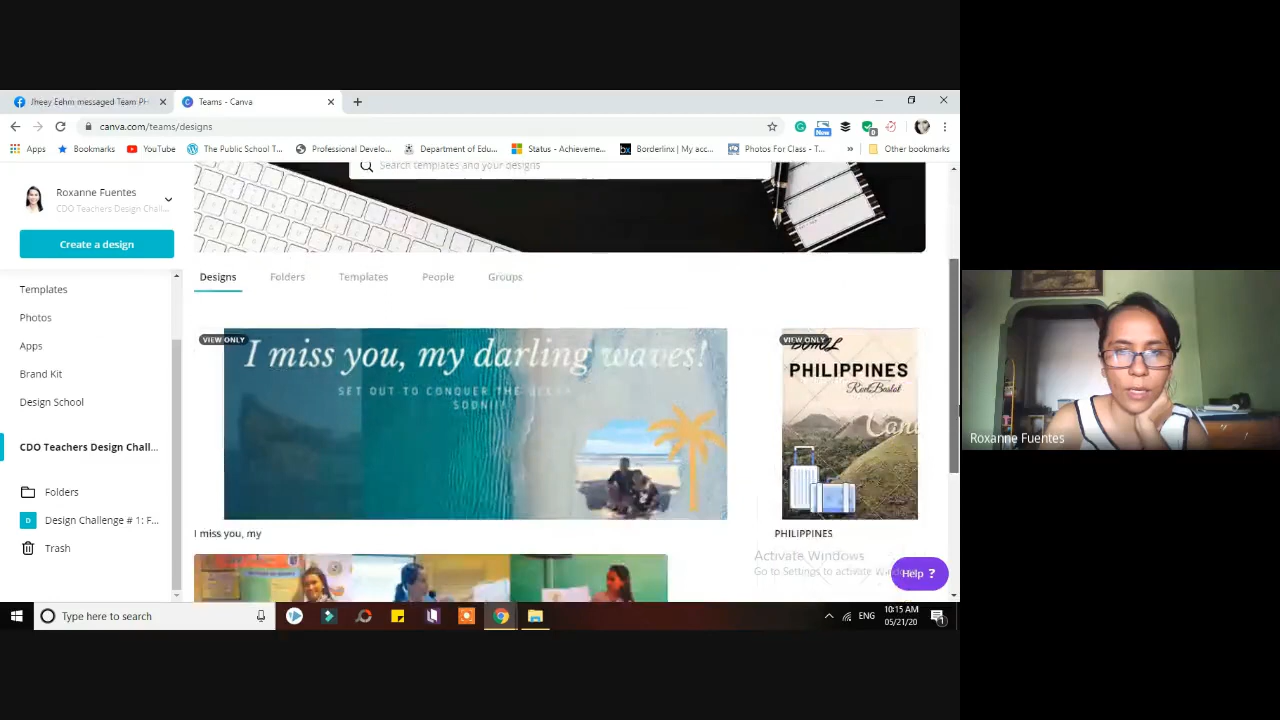 Jheey Eehm messaged Team PH
Teams - Canva
canva.com/teams/designs
New
0
Apps
Bookmarks
YouTube
The Public School T...
Professional Develo...
Department of Edu...
Status - Achieveme...
Borderlinx | My acc...
Photos For Class - T...
»
Other bookmarks
Search templates and your designs
Roxanne Fuentes
CDO Teachers Design Chall...
Create a design
Templates
Photos
Apps
Brand Kit
Design School
CDO Teachers Design Chall...
Folders
D Design Challenge # 1: F...
Trash
Designs Folders Templates People Groups
VIEW ONLY
I miss you, my darling waves!
SET OUT TO CONQUER THE
SOON!
I miss you, my
VIEW ONLY
PHILIPPINES
PHILIPPINES
Activate Windows
Go to Settings to activate
Help ?
Type here to search
ENG
10:15 AM
05/21/20
1
Roxanne Fuentes